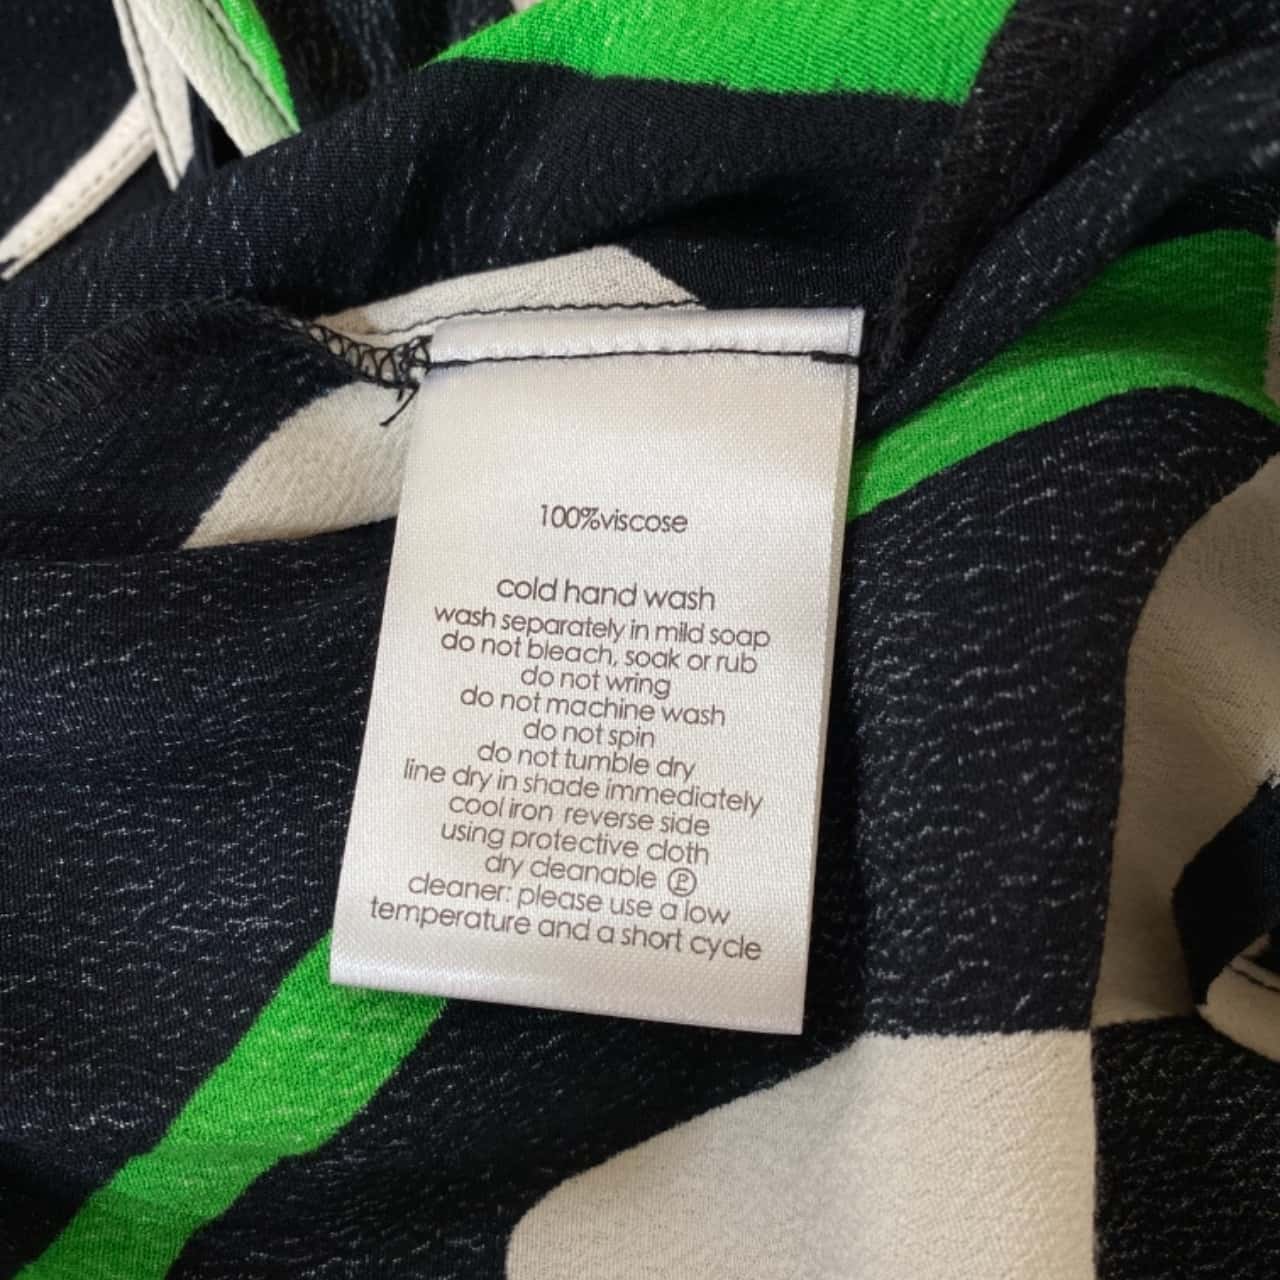 100%viscose
cold hand wash
wash separately in mild soap
do not bleach, soak or rub
do not wring
do not machine wash
do not spin
do not tumble dry
line dry in shade immediately
cool iron reverse side
using protective cloth
dry cleanable Ⓟ
cleaner: please use a low
temperature and a short cycle